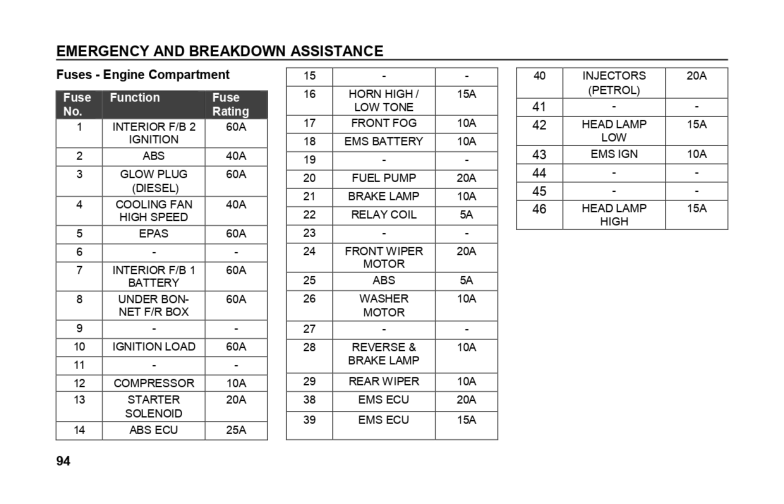 EMERGENCY AND BREAKDOWN ASSISTANCE
Fuses - Engine Compartment
Fuse No. Function Fuse Rating
1 INTERIOR F/B 2 IGNITION 60A
2 ABS 40A
3 GLOW PLUG (DIESEL) 60A
4 COOLING FAN HIGH SPEED 40A
5 EPAS 60A
6 - -
7 INTERIOR F/B 1 BATTERY 60A
8 UNDER BON- NET F/R BOX 60A
9 - -
10 IGNITION LOAD 60A
11 - -
12 COMPRESSOR 10A
13 STARTER SOLENOID 20A
14 ABS ECU 25A
15 - -
16 HORN HIGH / LOW TONE 15A
17 FRONT FOG 10A
18 EMS BATTERY 10A
19 - -
20 FUEL PUMP 20A
21 BRAKE LAMP 10A
22 RELAY COIL 5A
23 - -
24 FRONT WIPER MOTOR 20A
25 ABS 5A
26 WASHER MOTOR 10A
27 - -
28 REVERSE & BRAKE LAMP 10A
29 REAR WIPER 10A
38 EMS ECU 20A
39 EMS ECU 15A
40 INJECTORS (PETROL) 20A
41 - -
42 HEAD LAMP LOW 15A
43 EMS IGN 10A
44 - -
45 - -
46 HEAD LAMP HIGH 15A
94